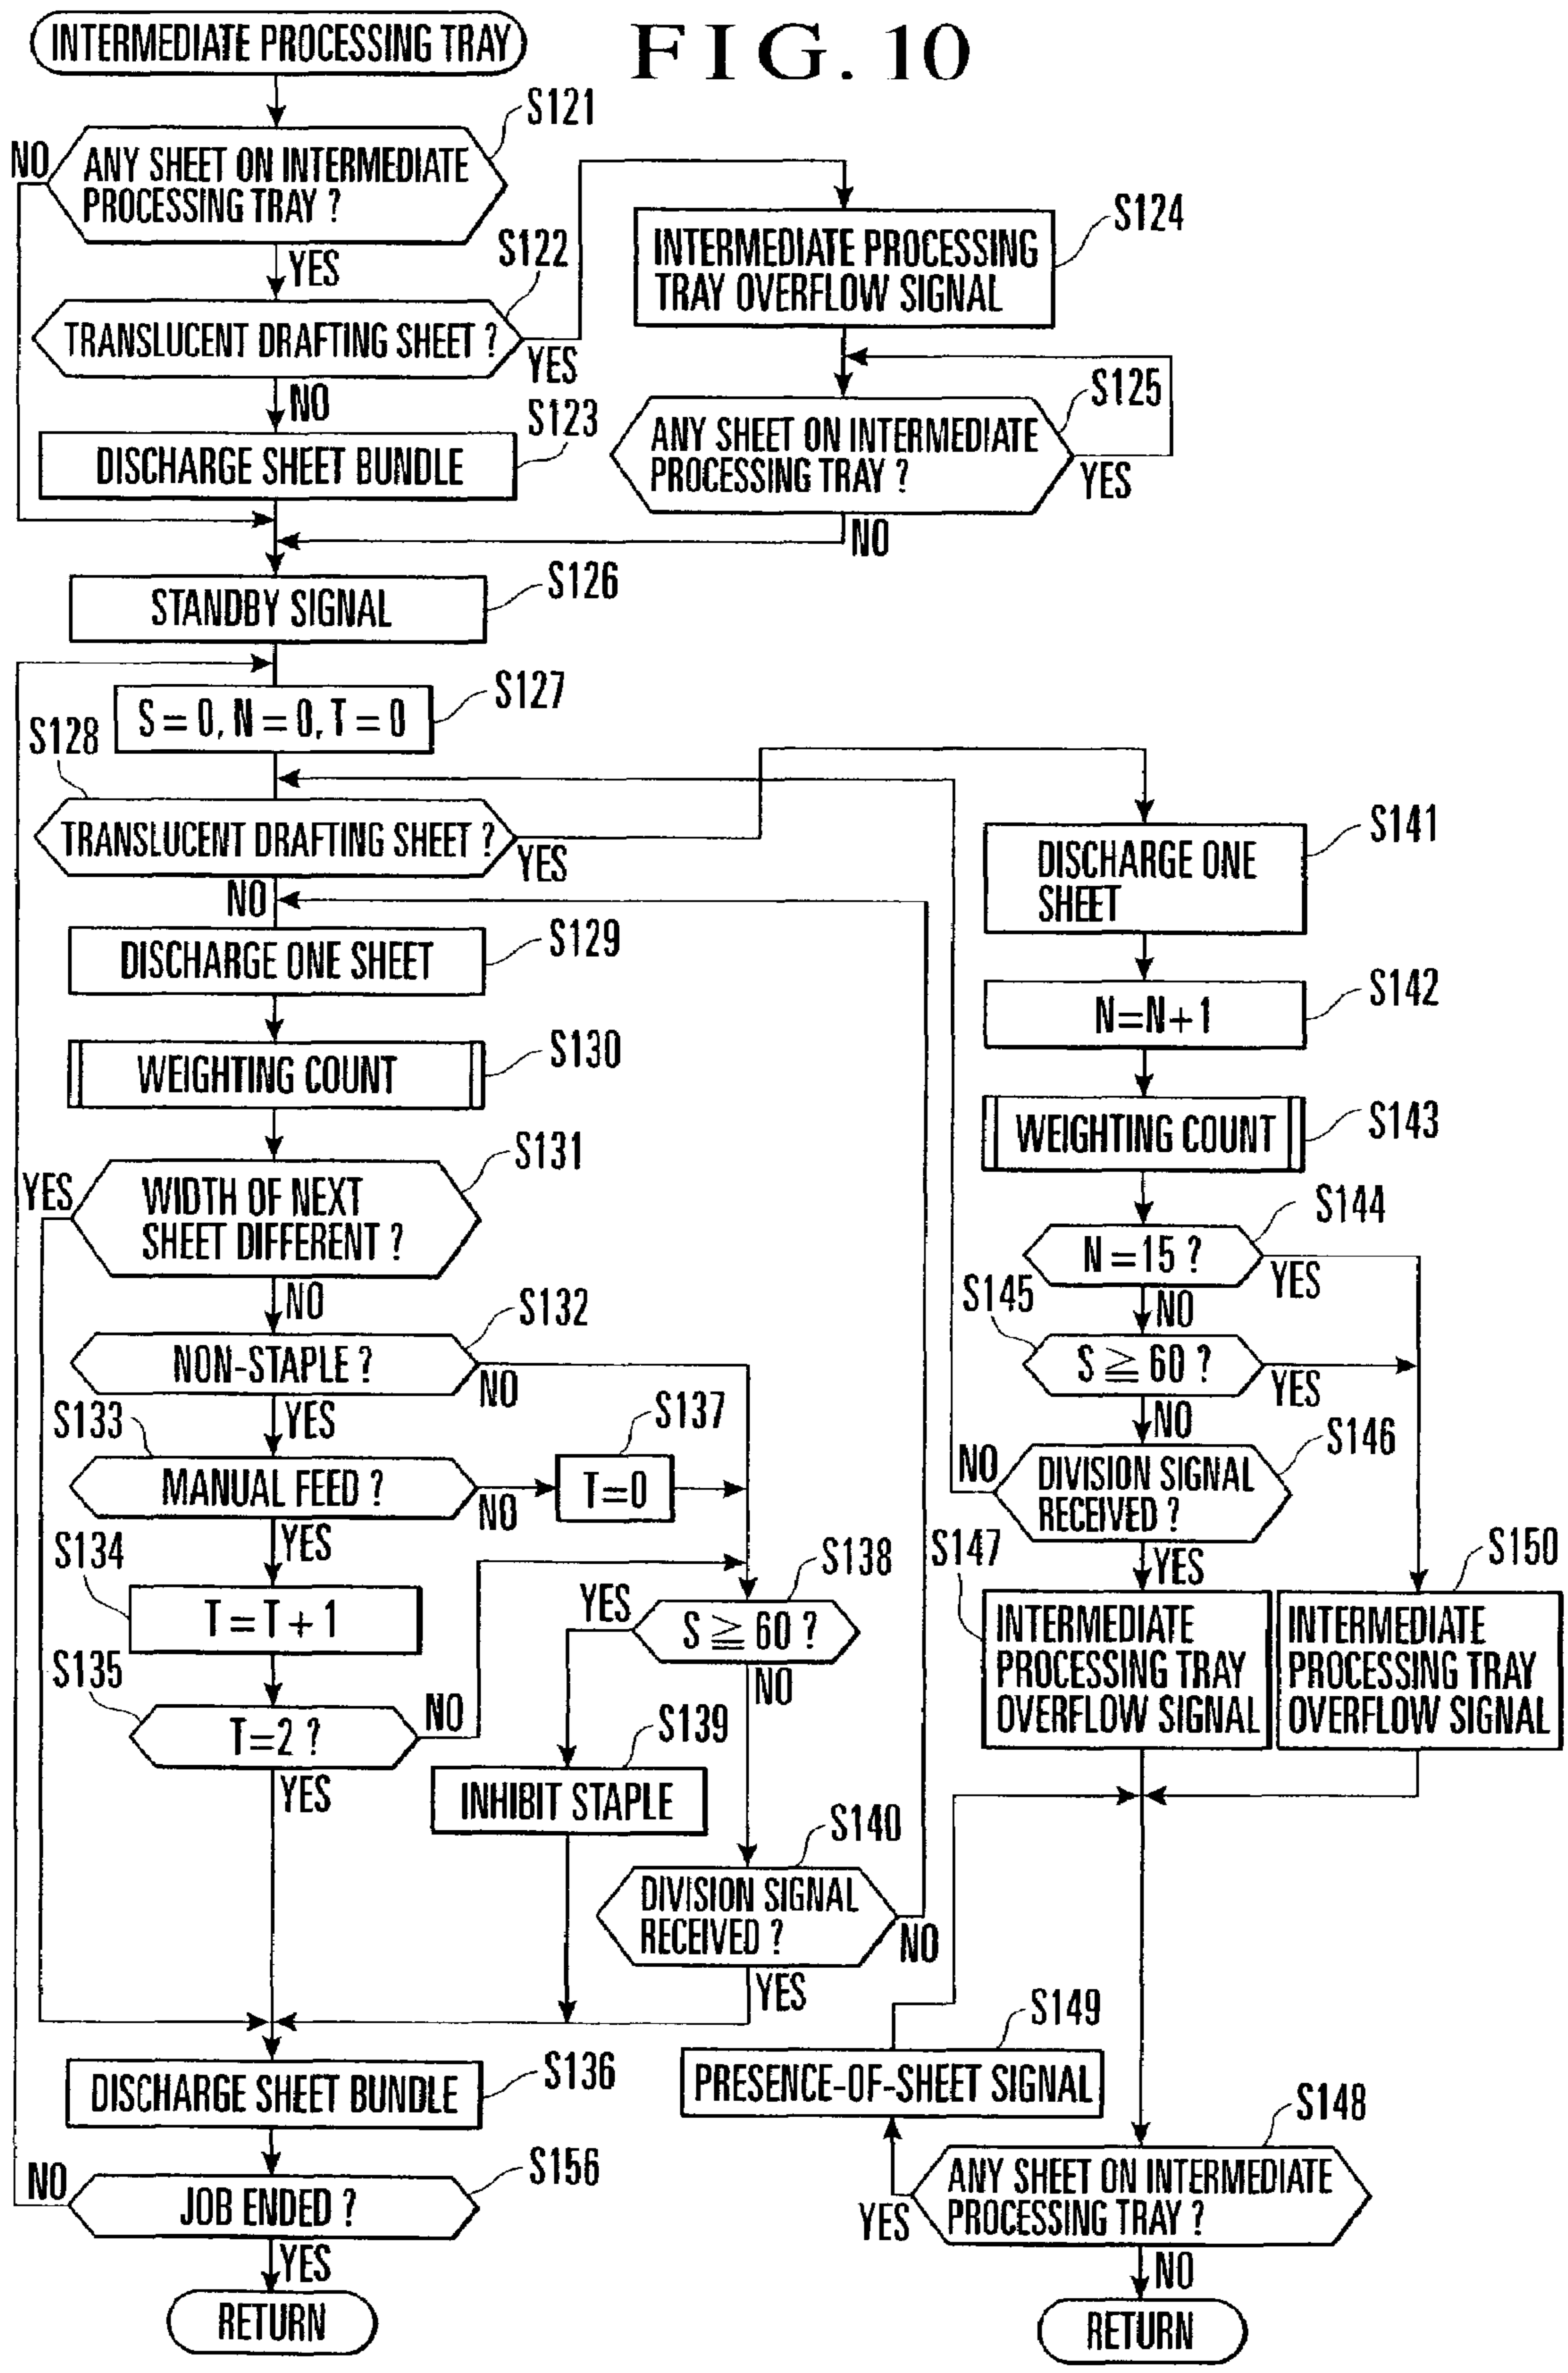 FIG. 10
INTERMEDIATE PROCESSING TRAY
S121
NO
ANY SHEET ON INTERMEDIATE
PROCESSING TRAY ?
YES
S122
TRANSLUCENT DRAFTING SHEET ?
YES
NO
S123
DISCHARGE SHEET BUNDLE
S124
INTERMEDIATE PROCESSING
TRAY OVERFLOW SIGNAL
S125
ANY SHEET ON INTERMEDIATE
PROCESSING TRAY ?
YES
NO
S126
STANDBY SIGNAL
S127
S = 0, N = 0, T = 0
S128
TRANSLUCENT DRAFTING SHEET ?
YES
NO
S129
DISCHARGE ONE SHEET
S130
WEIGHTING COUNT
S131
YES
WIDTH OF NEXT
SHEET DIFFERENT ?
NO
S132
NON-STAPLE ?
NO
YES
S133
MANUAL FEED ?
NO
S137
T=0
YES
S134
T = T + 1
S135
T=2 ?
NO
YES
S138
YES
S ≧ 60 ?
NO
S139
INHIBIT STAPLE
S140
DIVISION SIGNAL
RECEIVED ?
NO
YES
S136
DISCHARGE SHEET BUNDLE
S156
NO
JOB ENDED ?
YES
RETURN
S141
DISCHARGE ONE
SHEET
S142
N=N+1
S143
WEIGHTING COUNT
S144
N =15 ?
YES
NO
S145
S ≧ 60 ?
YES
NO
S146
NO
DIVISION SIGNAL
RECEIVED ?
YES
S147
INTERMEDIATE
PROCESSING TRAY
OVERFLOW SIGNAL
S150
INTERMEDIATE
PROCESSING TRAY
OVERFLOW SIGNAL
S149
PRESENCE-OF-SHEET SIGNAL
S148
ANY SHEET ON INTERMEDIATE
PROCESSING TRAY ?
YES
NO
RETURN